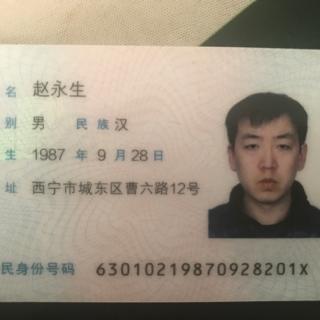 名 赵永生
别 男 民族 汉
生 1987 年 9 月 28 日
址 西宁市城东区曹六路12号
民身份号码 63010219870928201X